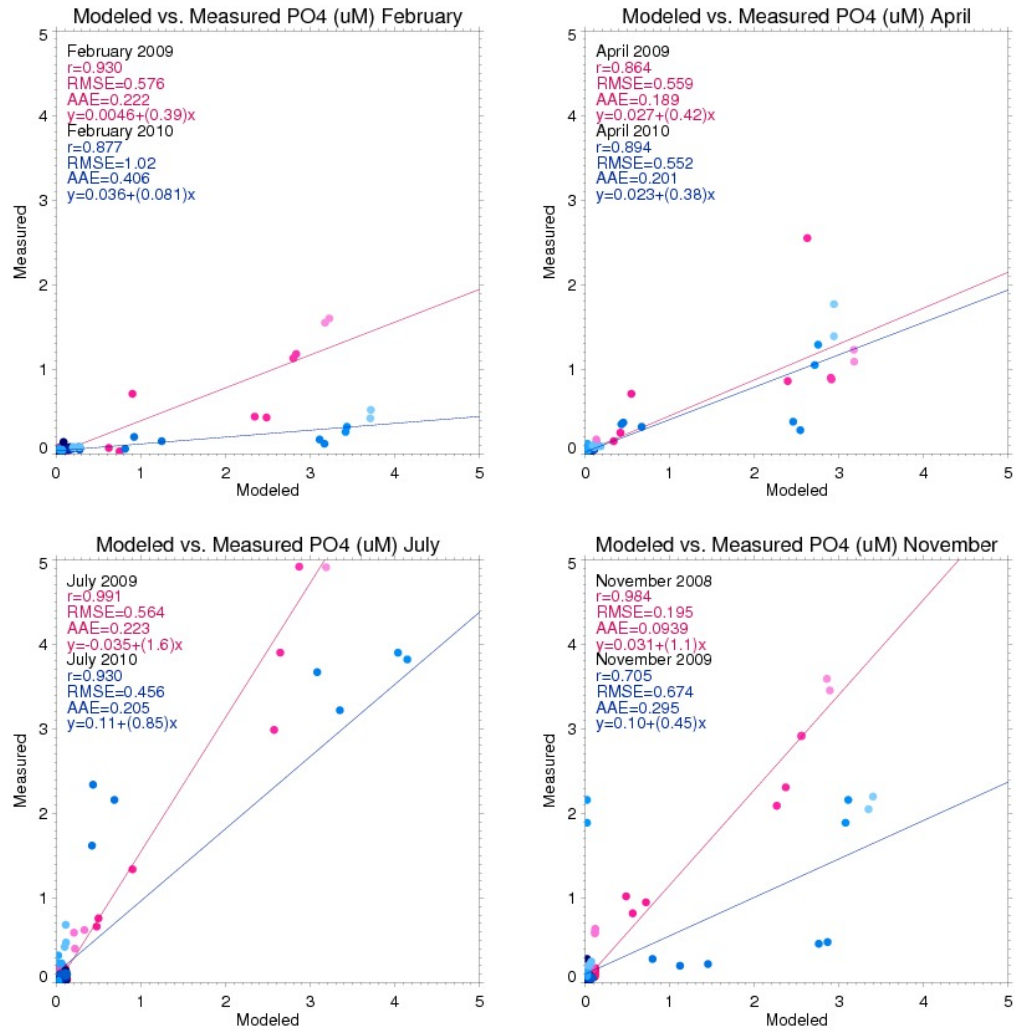 Modeled vs. Measured PO4 (uM) February
February 2009
r=0.930
RMSE=0.576
AAE=0.222
y=0.0046+(0.39)x
February 2010
r=0.877
RMSE=1.02
AAE=0.406
y=0.036+(0.081)x
5
4
3
2
1
0
Measured
0 1 2 3 4 5
Modeled
Modeled vs. Measured PO4 (uM) April
April 2009
r=0.864
RMSE=0.559
AAE=0.189
y=0.027+(0.42)x
April 2010
r=0.894
RMSE=0.552
AAE=0.201
y=0.023+(0.38)x
5
4
3
2
1
0
Measured
0 1 2 3 4 5
Modeled
Modeled vs. Measured PO4 (uM) July
July 2009
r=0.991
RMSE=0.564
AAE=0.223
y=-0.035+(1.6)x
July 2010
r=0.930
RMSE=0.456
AAE=0.205
y=0.11+(0.85)x
5
4
3
2
1
0
Measured
0 1 2 3 4 5
Modeled
Modeled vs. Measured PO4 (uM) November
November 2008
r=0.984
RMSE=0.195
AAE=0.0939
y=0.031+(1.1)x
November 2009
r=0.705
RMSE=0.674
AAE=0.295
y=0.10+(0.45)x
5
4
3
2
1
0
Measured
0 1 2 3 4 5
Modeled